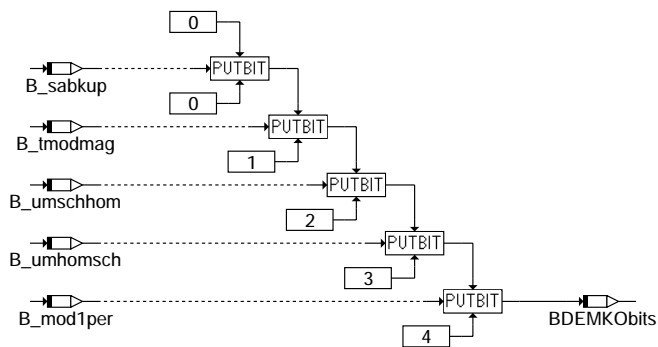 0
PUTBIT
B_sabkup
0
PUTBIT
B_tmodmag
1
PUTBIT
B_umschhom
2
PUTBIT
B_umhomsch
3
PUTBIT
B_mod1per
BDEMKObits
4